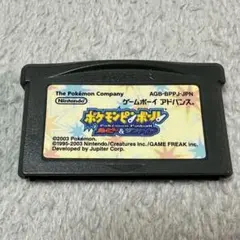 The Pokémon Company
AGB-BPPJ-JPN
Nintendo
ゲームボーイ アドバンス
ポケモンピンボール
Pokémon Pinball
ルビー&サファイア
©2003 Pokémon.
©1995-2003 Nintendo/Creatures Inc./GAME FREAK inc.
Developed by Jupiter Corp.